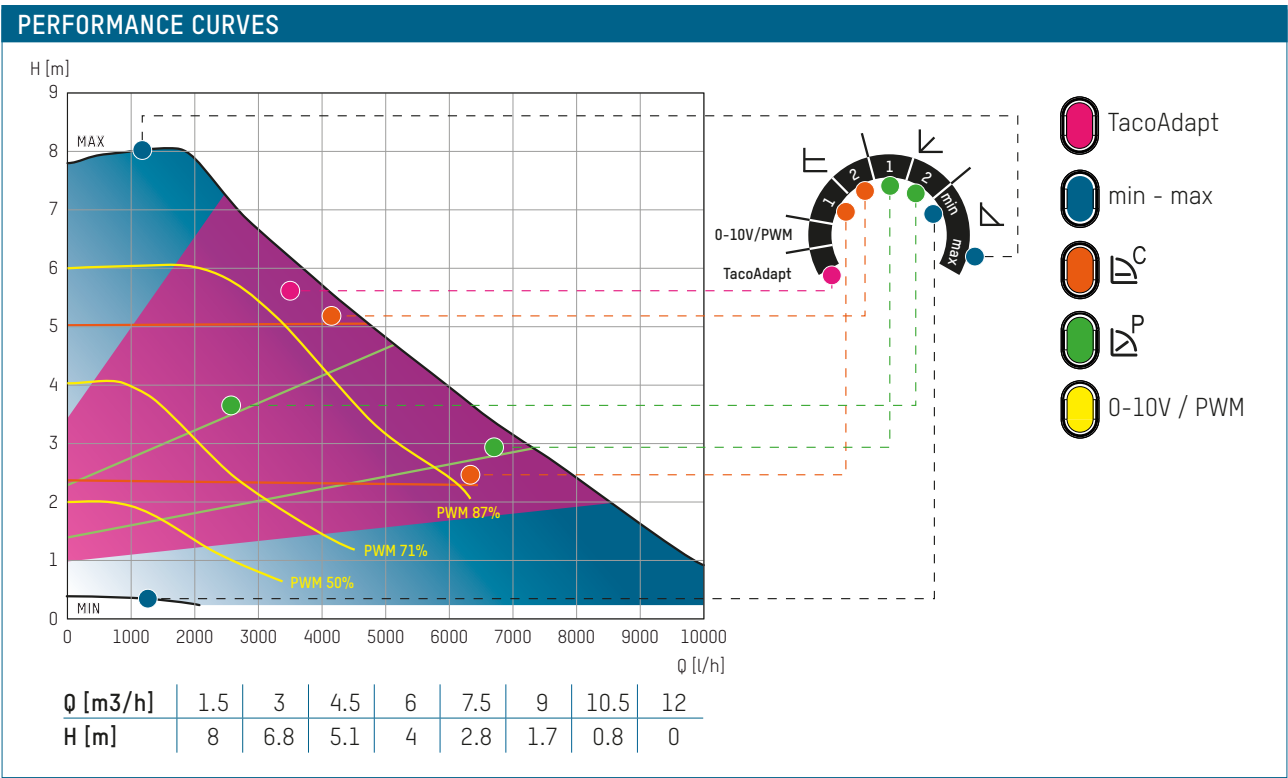 PERFORMANCE CURVES
H [m]
9
8
7
6
5
4
3
2
1
0
MAX
MIN
PWM 87%
PWM 71%
PWM 50%
0 1000 2000 3000 4000 5000 6000 7000 8000 9000 10000
Q [l/h]
TacoAdapt
0-10V/PWM
1
2
1
2
min
max
TacoAdapt
min - max
C
P
0-10V / PWM
Q [m3/h] 1.5 3 4.5 6 7.5 9 10.5 12
H [m] 8 6.8 5.1 4 2.8 1.7 0.8 0